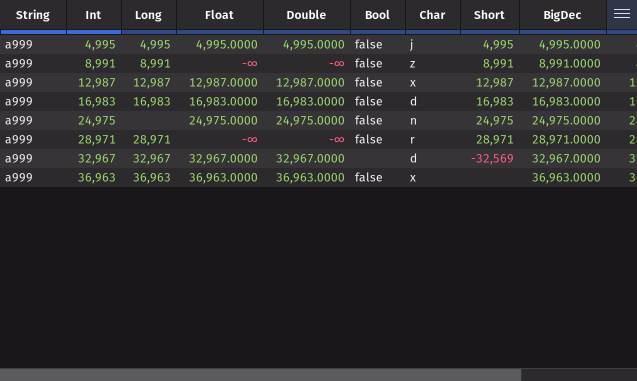 String Int Long Float Double Bool Char Short BigDec
a999 4,995 4,995 4,995.0000 4,995.0000 false j 4,995 4,995.0000
a999 8,991 8,991 -∞ -∞ false z 8,991 8,991.0000
a999 12,987 12,987 12,987.0000 12,987.0000 false x 12,987 12,987.0000 1
a999 16,983 16,983 16,983.0000 16,983.0000 false d 16,983 16,983.0000 1
a999 24,975 24,975.0000 24,975.0000 false n 24,975 24,975.0000 2
a999 28,971 28,971 -∞ -∞ false r 28,971 28,971.0000 2
a999 32,967 32,967 32,967.0000 32,967.0000 d -32,569 32,967.0000 3
a999 36,963 36,963 36,963.0000 36,963.0000 false x 36,963.0000 3